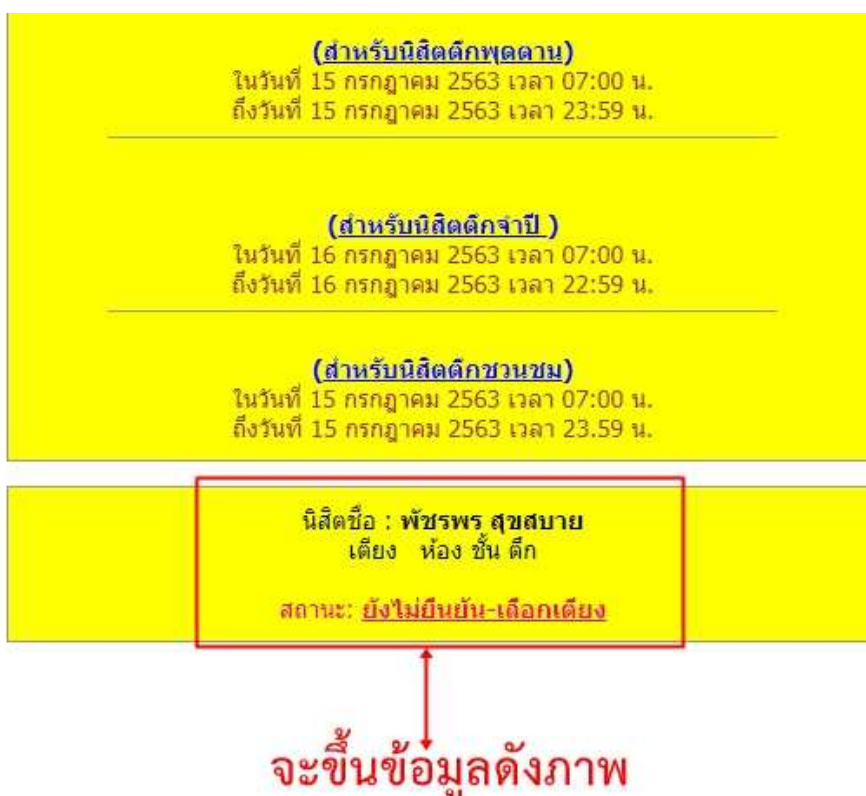 (สำหรับนิสิตตึกพุดตาน)
ในวันที่ 15 กรกฎาคม 2563 เวลา 07:00 น.
ถึงวันที่ 15 กรกฎาคม 2563 เวลา 23:59 น.
(สำหรับนิสิตตึกจำปี )
ในวันที่ 16 กรกฎาคม 2563 เวลา 07:00 น.
ถึงวันที่ 16 กรกฎาคม 2563 เวลา 22:59 น.
(สำหรับนิสิตตึกชวนชม)
ในวันที่ 15 กรกฎาคม 2563 เวลา 07:00 น.
ถึงวันที่ 15 กรกฎาคม 2563 เวลา 23.59 น.
นิสิตชื่อ : พัชรพร สุขสบาย
เตียง ห้อง ชั้น ตึก
สถานะ: ยังไม่ยืนยัน-เลือกเตียง
จะขึ้นข้อมูลดังภาพ